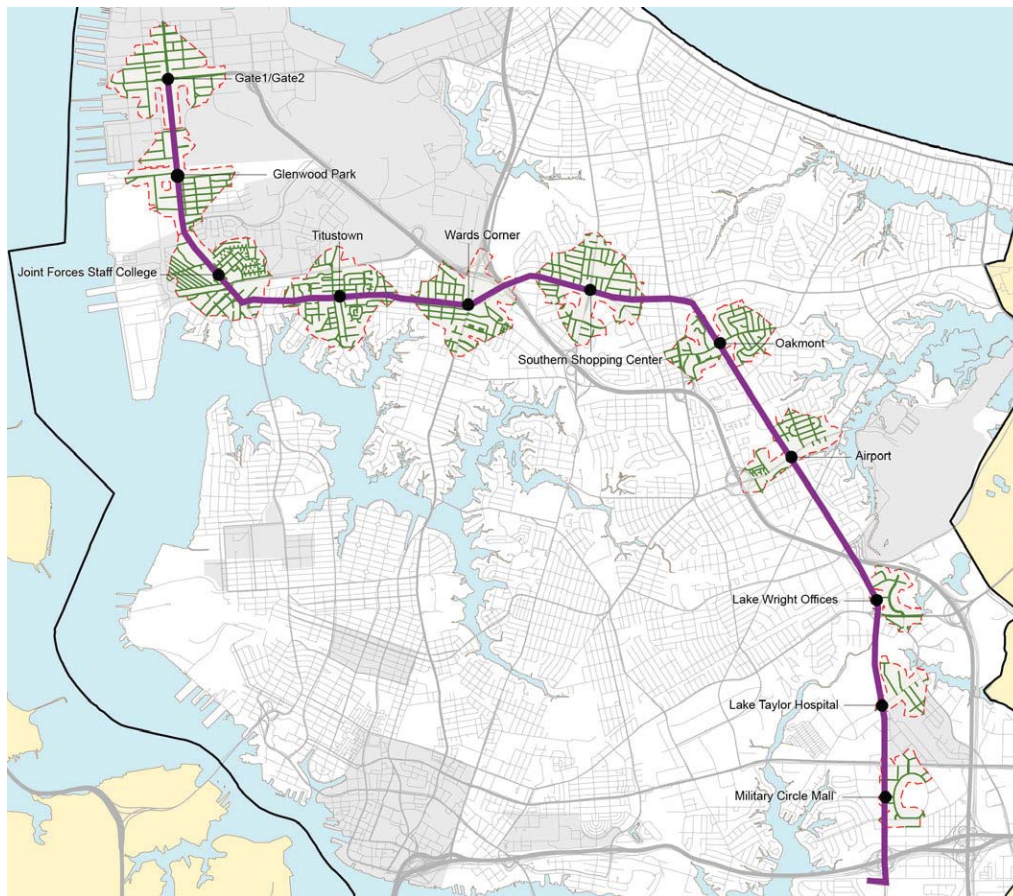 Gate1/Gate2
Glenwood Park
Titustown
Wards Corner
Joint Forces Staff College
Southern Shopping Center
Oakmont
Airport
Lake Wright Offices
Lake Taylor Hospital
Military Circle Mall